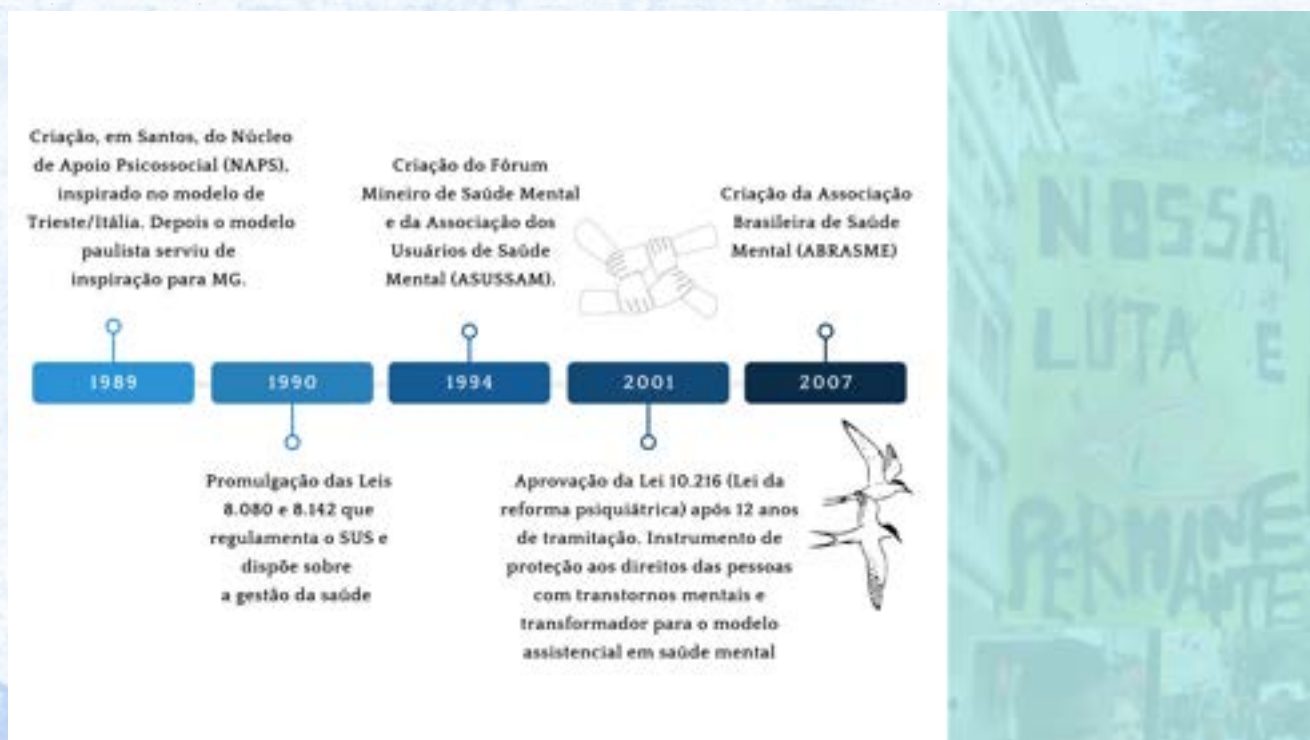 Criação, em Santos, do Núcleo
de Apoio Psicossocial (NAPS),
inspirado no modelo de
Trieste/Itália. Depois o modelo
paulista serviu de
inspiração para MG.
Criação do Fórum
Mineiro de Saúde Mental
e da Associação dos
Usuários de Saúde
Mental (ASUSSAM).
Criação da Associação
Brasileira de Saúde
Mental (ABRASME)
1989
1990
1994
2001
2007
Promulgação das Leis
8.080 e 8.142 que
regulamenta o SUS e
dispõe sobre
a gestão da saúde
Aprovação da Lei 10.216 (Lei da
reforma psiquiátrica) após 12 anos
de tramitação. Instrumento de
proteção aos direitos das pessoas
com transtornos mentais e
transformador para o modelo
assistencial em saúde mental
NOSSA
LUTA É
PERMANE
ANTE